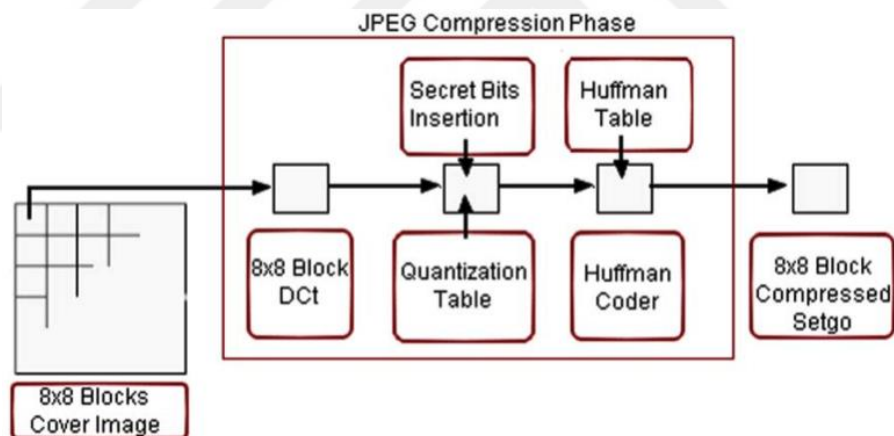 JPEG Compression Phase
Secret Bits
Insertion
Huffman
Table
8x8 Block
DCt
Quantization
Table
Huffman
Coder
8x8 Block
Compressed
Setgo
8x8 Blocks
Cover Image